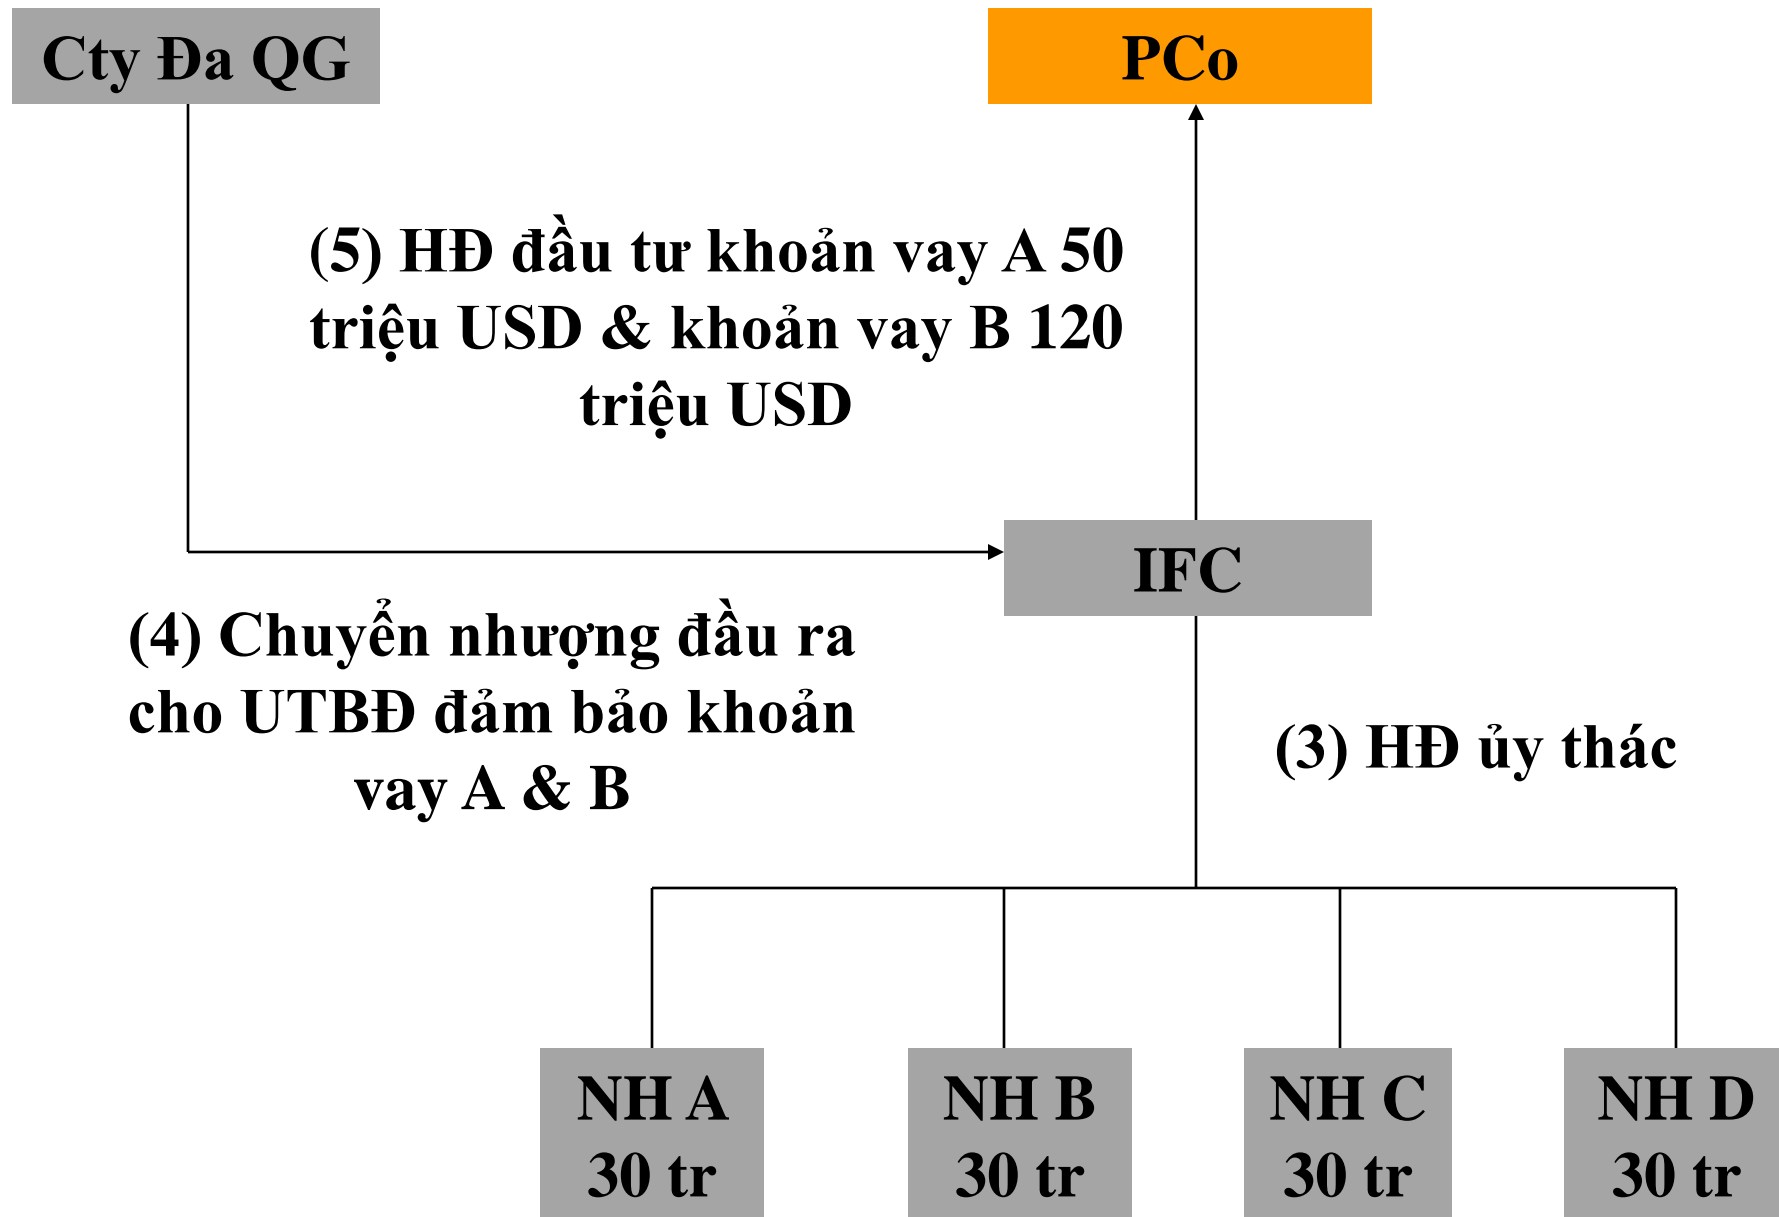 Cty Đa QG
PCo
(5) HĐ đầu tư khoản vay A 50
triệu USD & khoản vay B 120
triệu USD
IFC
(4) Chuyển nhượng đầu ra
cho UTBĐ đảm bảo khoản
vay A & B
(3) HĐ ủy thác
NH A
30 tr
NH B
30 tr
NH C
30 tr
NH D
30 tr